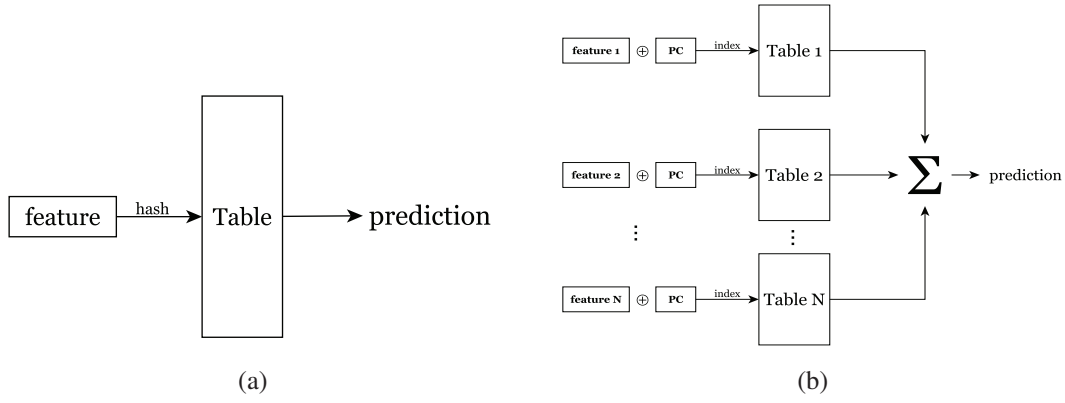 feature
hash
Table
prediction
(a)
feature 1 ⊕ PC index Table 1
feature 2 ⊕ PC index Table 2
Σ prediction
⋮ ⋮
feature N ⊕ PC index Table N
(b)